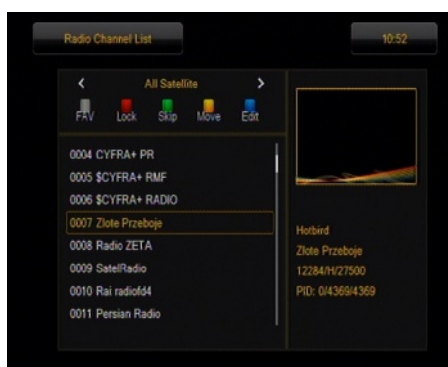 Radio Channel List
10:52
All Satellite
FAV Lock Skip Move Edit
0004 CYFRA+ PR
0005 $CYFRA+ RMF
0006 $CYFRA+ RADIO
0007 Zlote Przeboje
0008 Radio ZETA
0009 SatelRadio
0010 Rai radiofd4
0011 Persian Radio
Hotbird
Zlote Przeboje
12284/H/27500
PID: 0/4369/4369